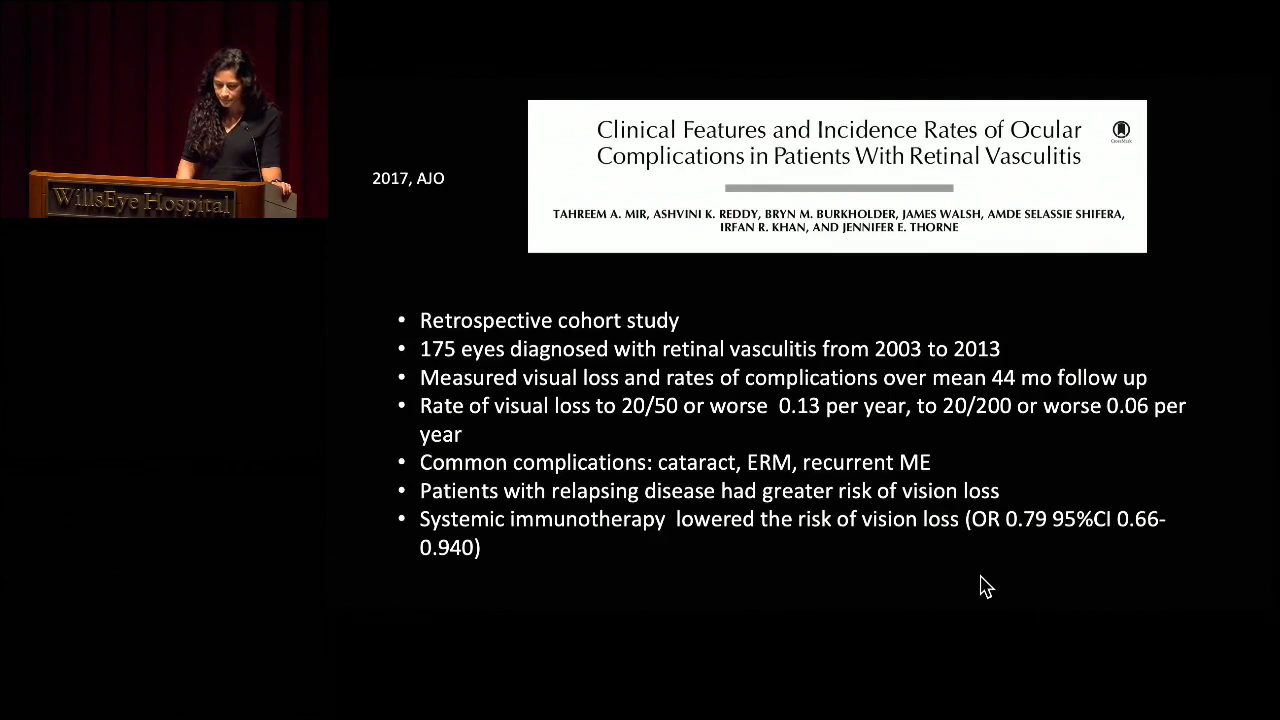 WillsEye Hospital
2017, AJO
Clinical Features and Incidence Rates of Ocular
Complications in Patients With Retinal Vasculitis
CrossMark
TAHREEM A. MIR, ASHVINI K. REDDY, BRYN M. BURKHOLDER, JAMES WALSH, AMDE SELASSIE SHIFERA,
IRFAN R. KHAN, AND JENNIFER E. THORNE
• Retrospective cohort study
• 175 eyes diagnosed with retinal vasculitis from 2003 to 2013
• Measured visual loss and rates of complications over mean 44 mo follow up
• Rate of visual loss to 20/50 or worse  0.13 per year, to 20/200 or worse 0.06 per
year
• Common complications: cataract, ERM, recurrent ME
• Patients with relapsing disease had greater risk of vision loss
• Systemic immunotherapy  lowered the risk of vision loss (OR 0.79 95%CI 0.66-
0.940)